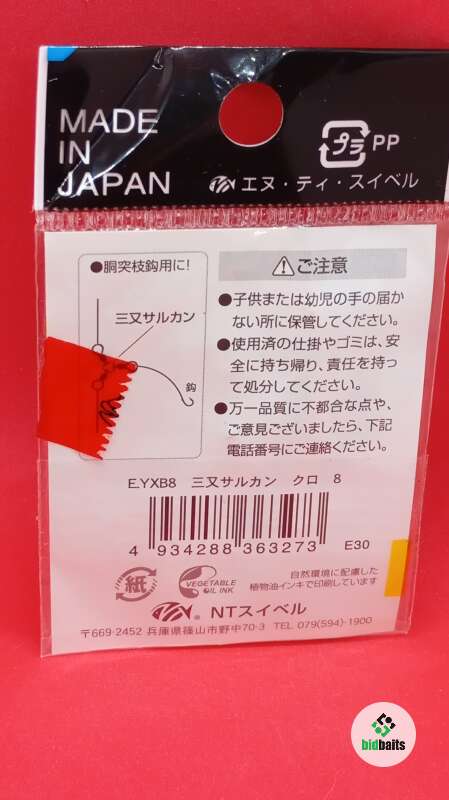 MADE
IN
JAPAN
プラ PP
エヌ・ティ・スイベル
●胴突枝鈎用に!
三又サルカン
鈎
ご注意
●子供または幼児の手の届か
ない所に保管してください。
●使用済の仕掛やゴミは、安
全に持ち帰り、責任を持っ
て処分してください。
●万一品質に不都合な点や、
ご意見ございましたら、下記
電話番号にご連絡ください。
E.YXB8 三又サルカン クロ 8
4 934288 363273 E30
紙
VEGETABLE
OIL INK
自然環境に配慮した
植物油インキで印刷しています
NTスイベル
〒669-2452 兵庫県篠山市野中70-3 TEL 079(594)-1900
bidbaits